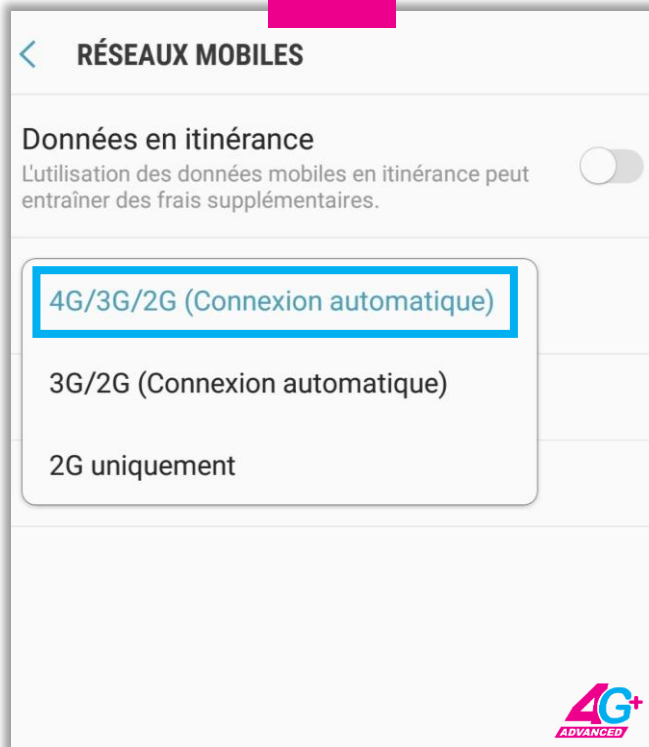 RÉSEAUX MOBILES
Données en itinérance
L'utilisation des données mobiles en itinérance peut
entraîner des frais supplémentaires.
4G/3G/2G (Connexion automatique)
3G/2G (Connexion automatique)
2G uniquement
4G+
ADVANCED